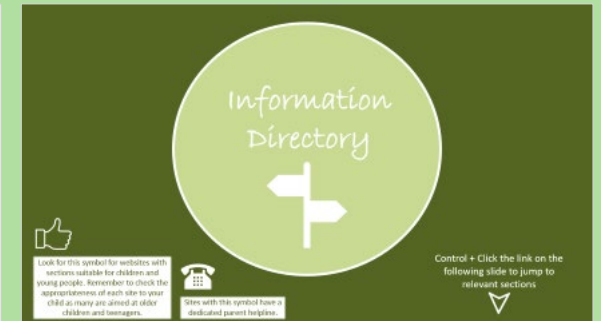 Information
Directory
Look for this symbol for websites with
sections suitable for children and
young people. Remember to check the
appropriateness of each site to your
child as many are aimed at older
children and teenagers.
Sites with this symbol have a
dedicated parent helpline.
Control + Click the link on the
following slide to jump to
relevant sections